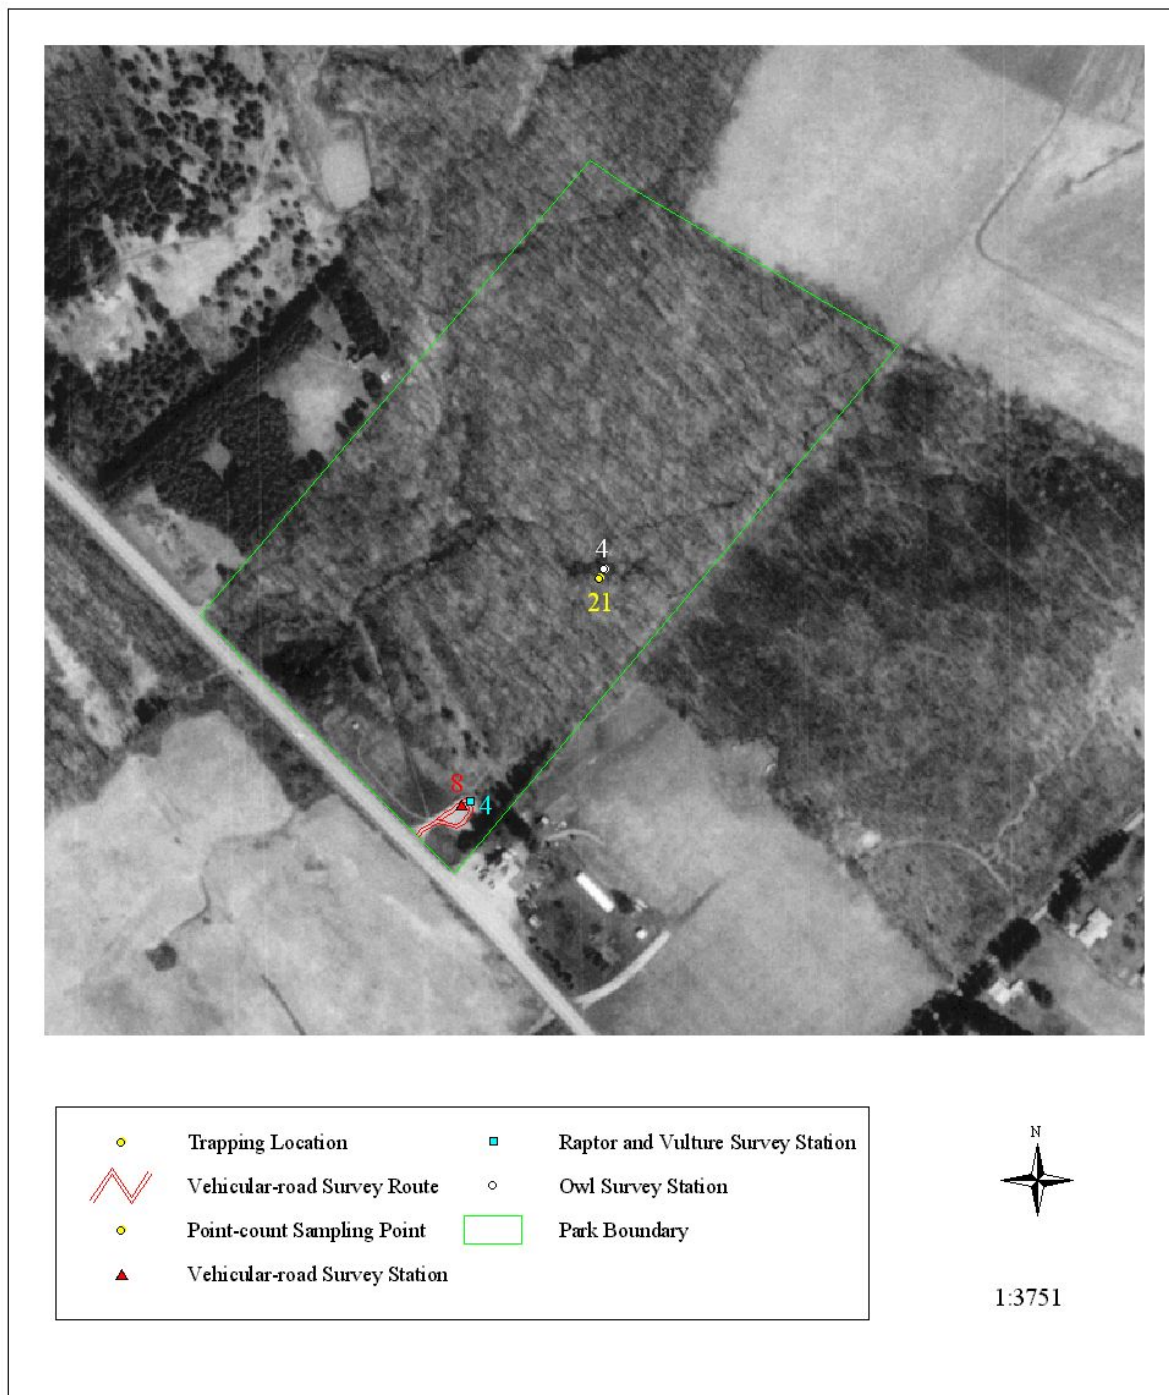 4
21
8
4
Trapping Location
Vehicular-road Survey Route
Point-count Sampling Point
Vehicular-road Survey Station
Raptor and Vulture Survey Station
Owl Survey Station
Park Boundary
N
1:3751